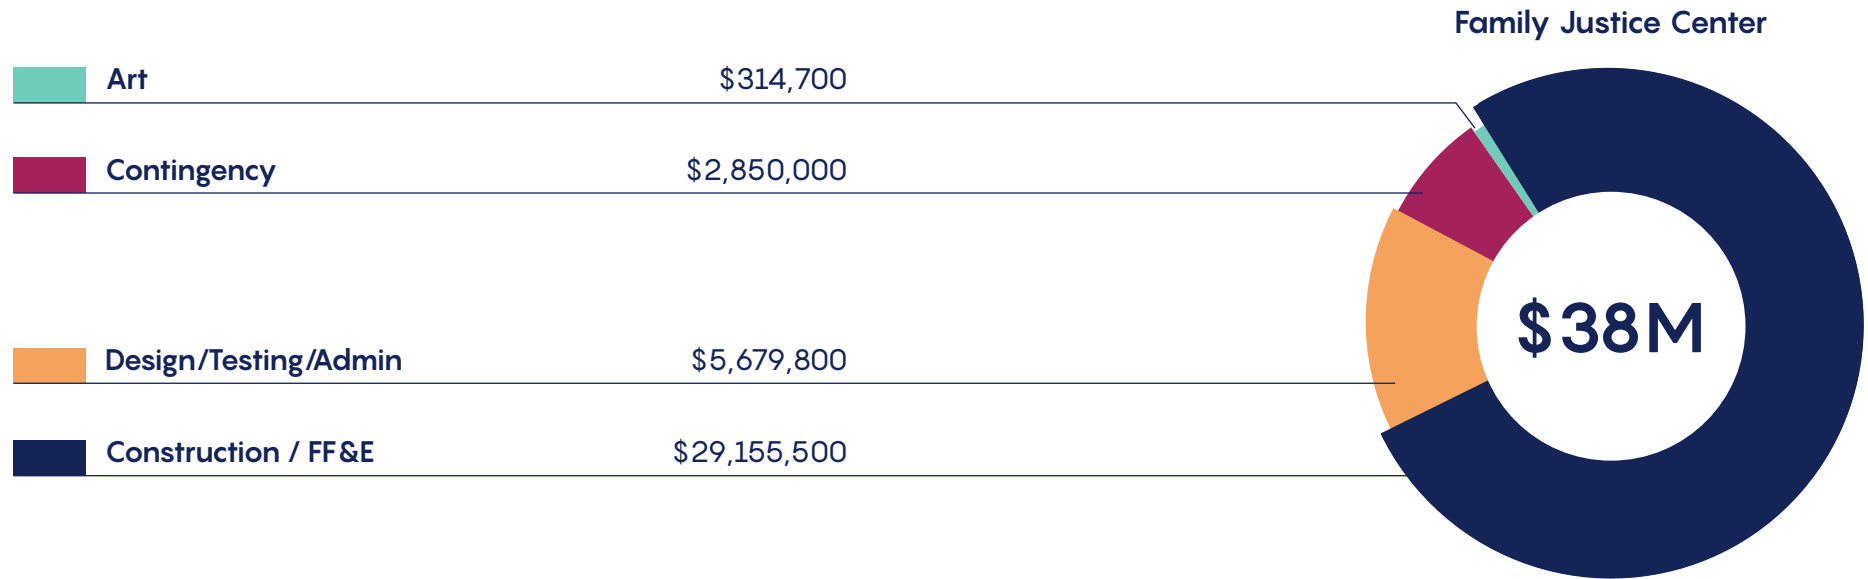 Family Justice Center
Art $314,700
Contingency $2,850,000
Design/Testing/Admin $5,679,800
Construction / FF&E $29,155,500
$38M